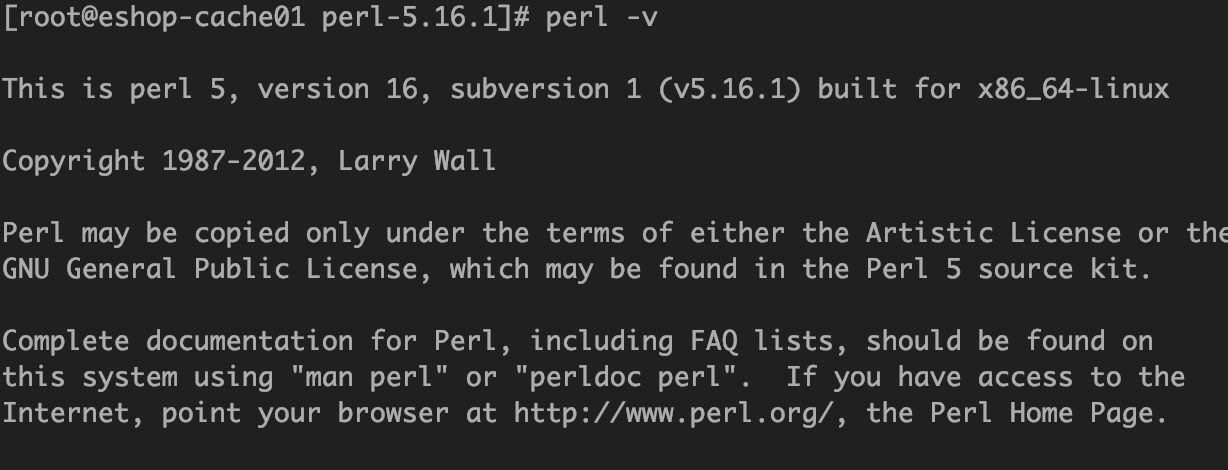 [root@eshop-cache01 perl-5.16.1]# perl -v
This is perl 5, version 16, subversion 1 (v5.16.1) built for x86_64-linux
Copyright 1987-2012, Larry Wall
Perl may be copied only under the terms of either the Artistic License or the
GNU General Public License, which may be found in the Perl 5 source kit.
Complete documentation for Perl, including FAQ lists, should be found on
this system using "man perl" or "perldoc perl".  If you have access to the
Internet, point your browser at http://www.perl.org/, the Perl Home Page.